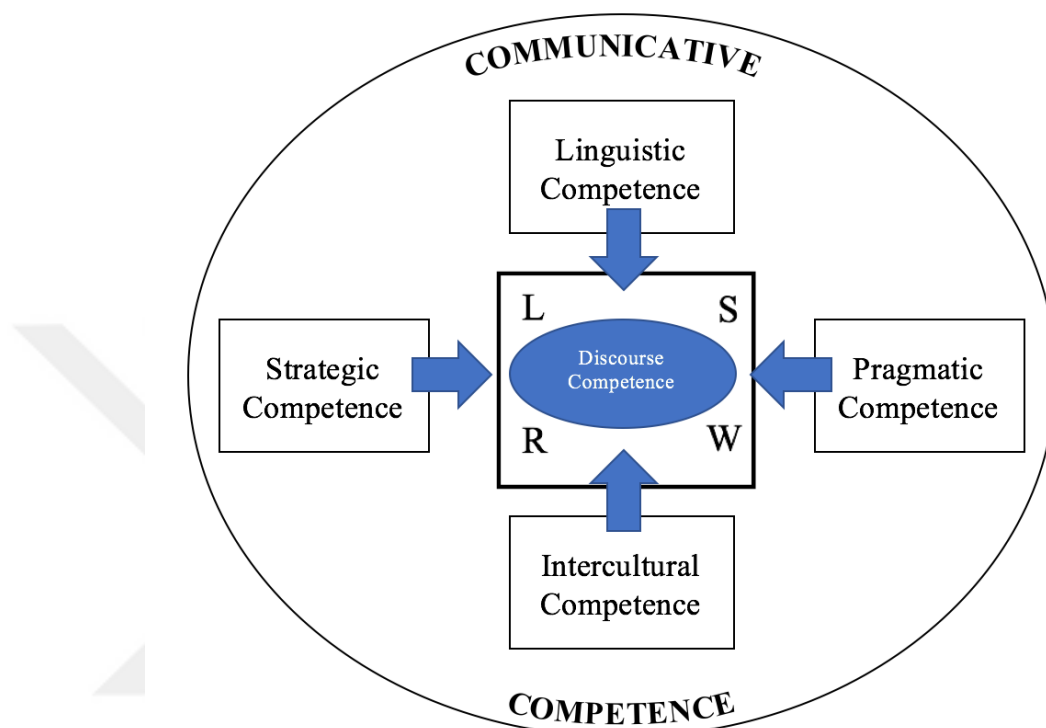 COMMUNICATIVE
Linguistic
Competence
L
S
Strategic
Competence
Discourse
Competence
Pragmatic
Competence
R
W
Intercultural
Competence
COMPETENCE